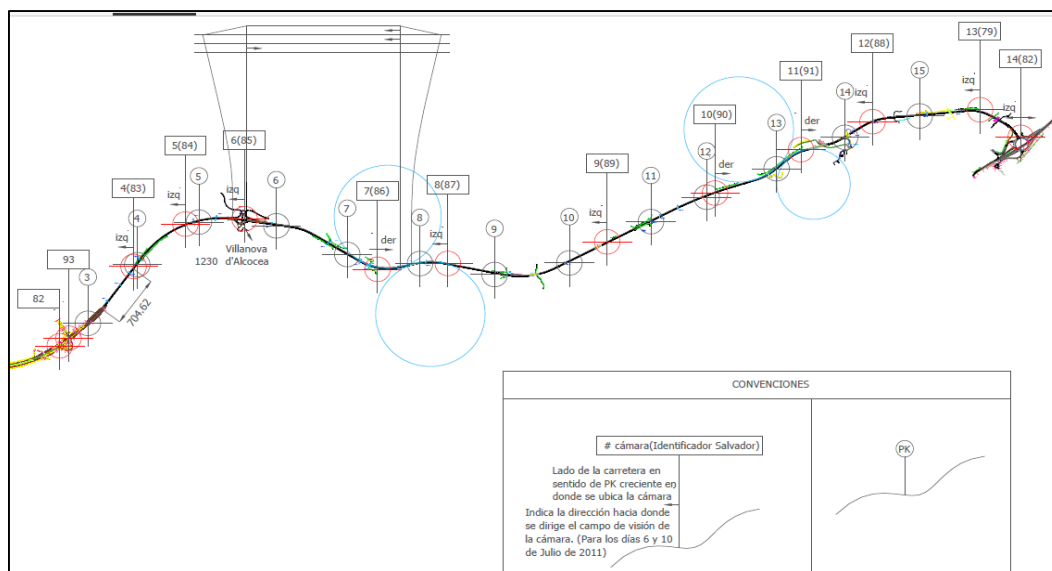 13(79)
12(88)
15
14(82)
11(91)
izq
14
izq
izq
6(85)
10(90)
13
der
5(84)
izq
12
der
4(83)
izq
5
6
9(89)
11
izq
4
7
7(86)
8(87)
izq
10
93
izq
der
8
9
Villanova
1230 d'Alcocea
82
3
704.62
CONVENCIONES
# cámara(Identificador Salvador)
PK
Lado de la carretera en
sentido de PK creciente en
donde se ubica la cámara
Indica la dirección hacia donde
se dirige el campo de visión de
la cámara. (Para los días 6 y 10
de Julio de 2011)